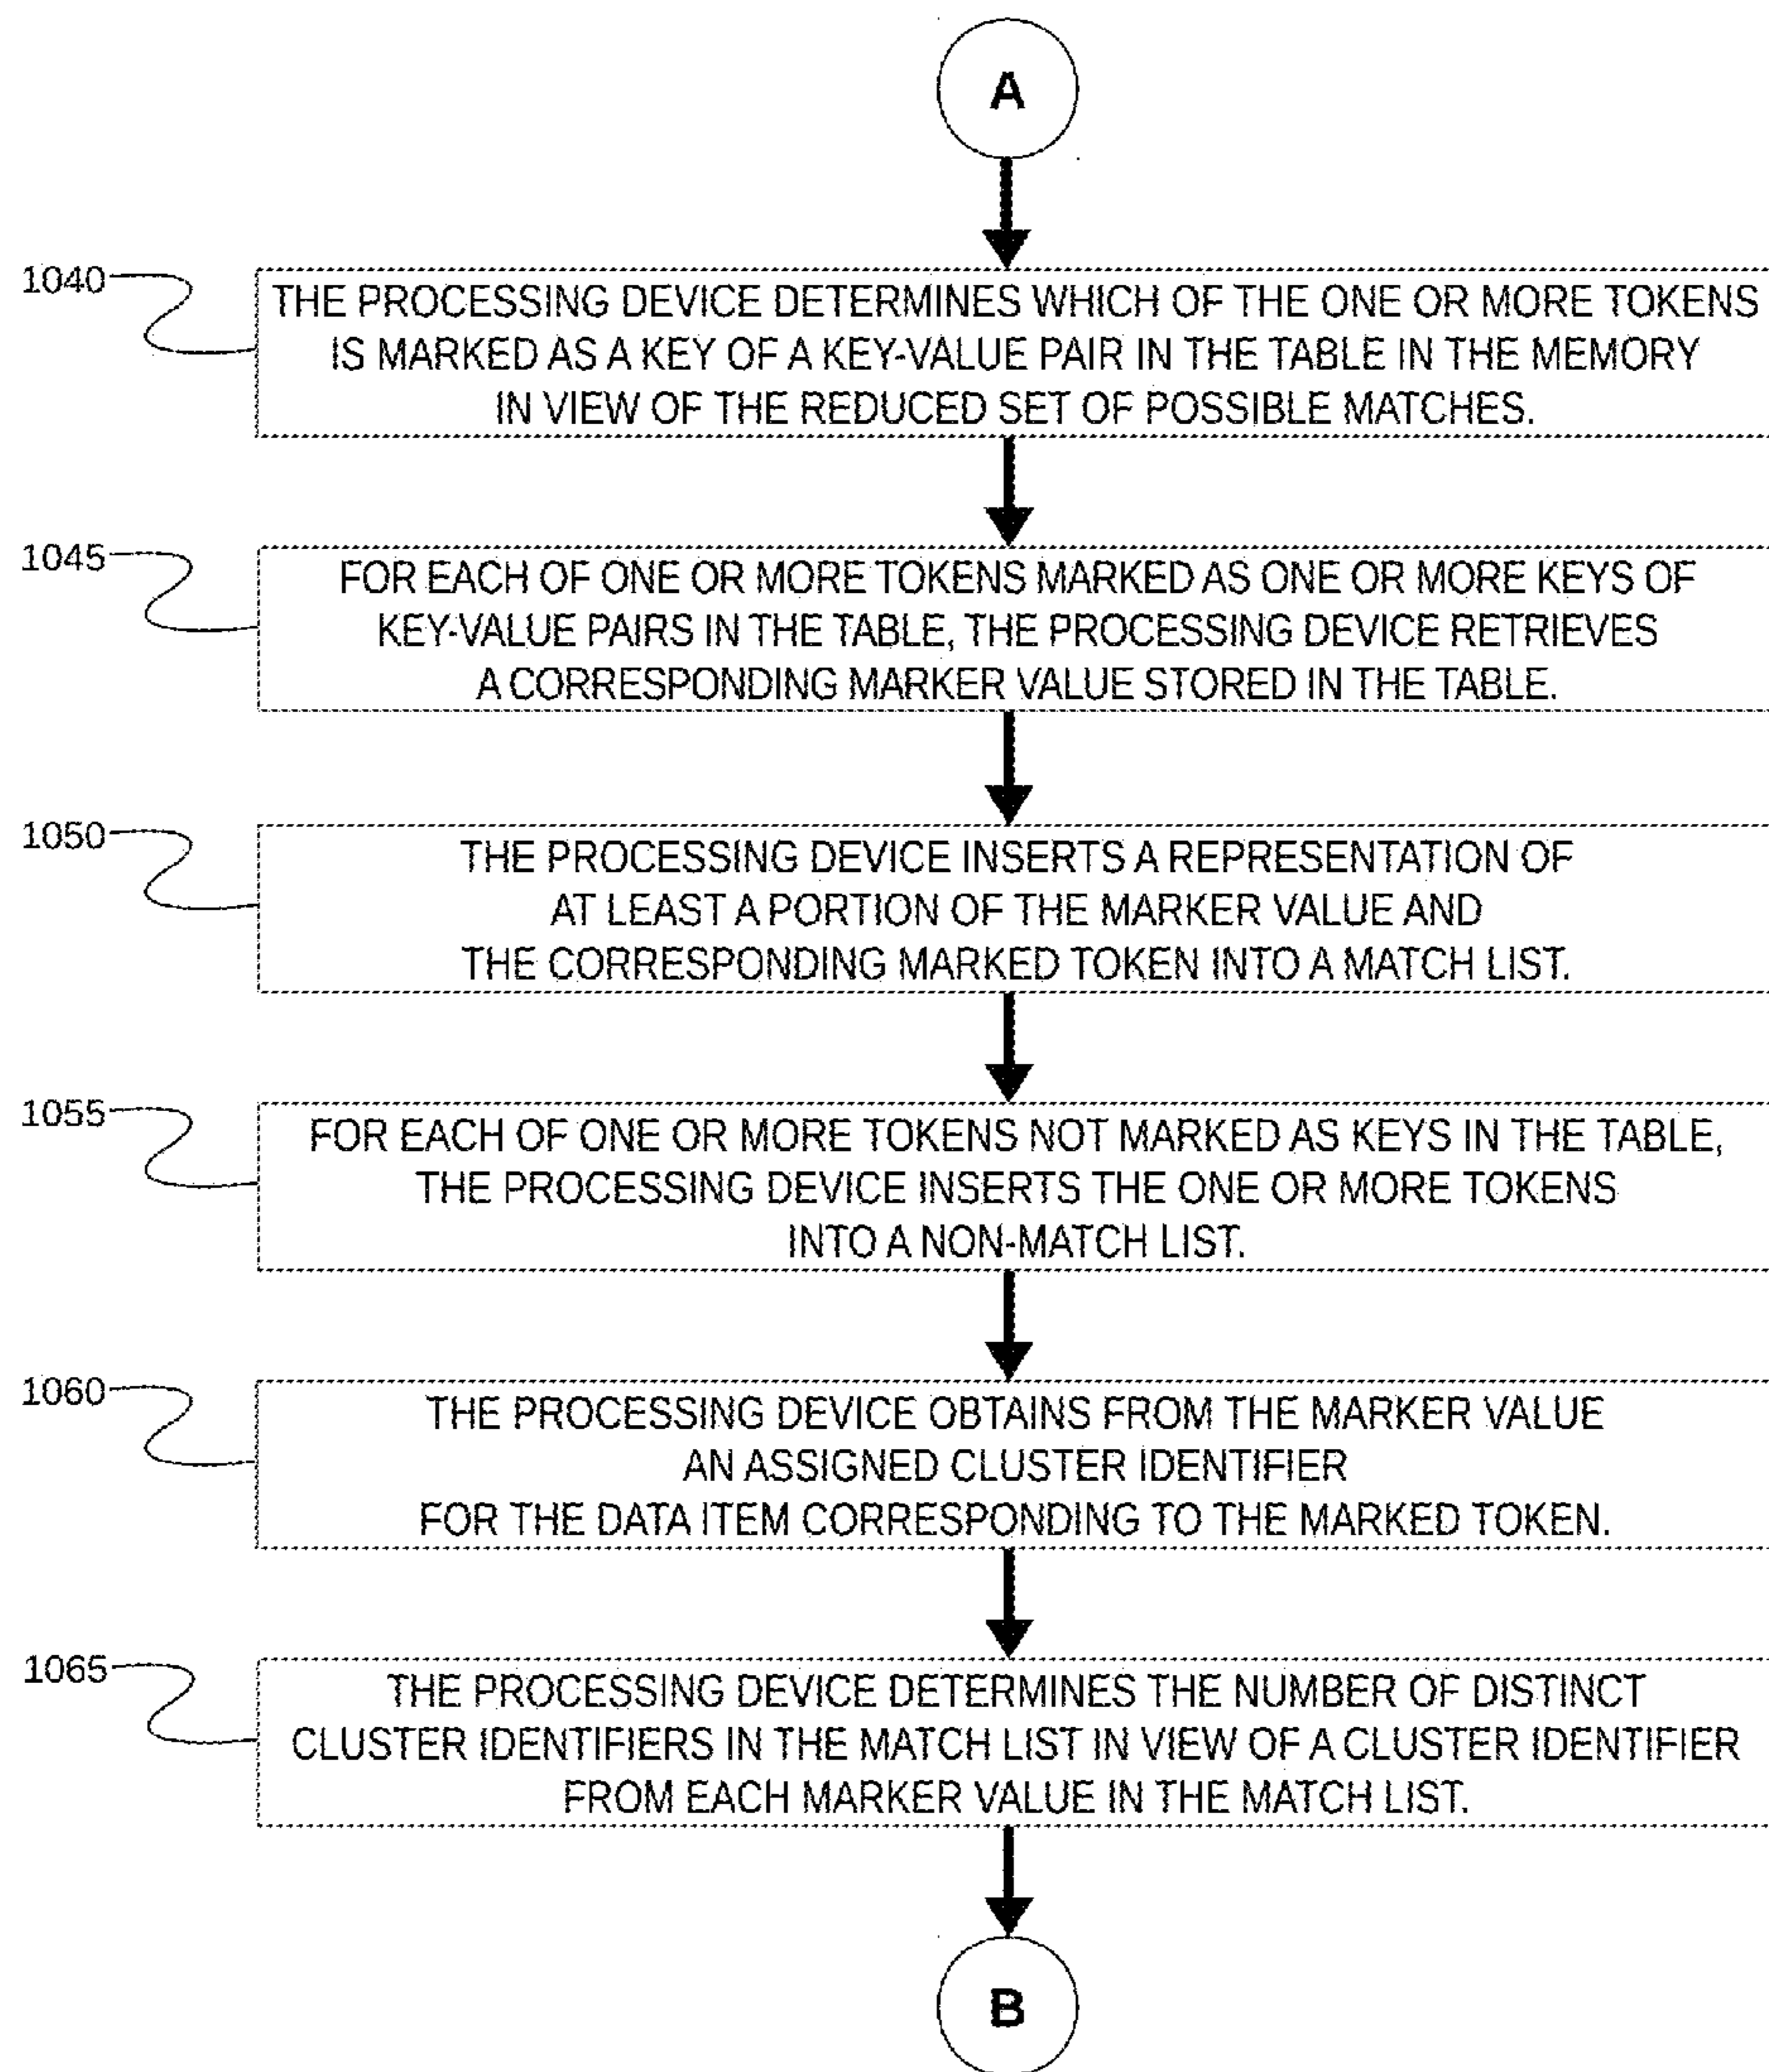 A
1040
THE PROCESSING DEVICE DETERMINES WHICH OF THE ONE OR MORE TOKENS
IS MARKED AS A KEY OF A KEY-VALUE PAIR IN THE TABLE IN THE MEMORY
IN VIEW OF THE REDUCED SET OF POSSIBLE MATCHES.
1045
FOR EACH OF ONE OR MORE TOKENS MARKED AS ONE OR MORE KEYS OF
KEY-VALUE PAIRS IN THE TABLE, THE PROCESSING DEVICE RETRIEVES
A CORRESPONDING MARKER VALUE STORED IN THE TABLE.
1050
THE PROCESSING DEVICE INSERTS A REPRESENTATION OF
AT LEAST A PORTION OF THE MARKER VALUE AND
THE CORRESPONDING MARKED TOKEN INTO A MATCH LIST.
1055
FOR EACH OF ONE OR MORE TOKENS NOT MARKED AS KEYS IN THE TABLE,
THE PROCESSING DEVICE INSERTS THE ONE OR MORE TOKENS
INTO A NON-MATCH LIST.
1060
THE PROCESSING DEVICE OBTAINS FROM THE MARKER VALUE
AN ASSIGNED CLUSTER IDENTIFIER
FOR THE DATA ITEM CORRESPONDING TO THE MARKED TOKEN.
1065
THE PROCESSING DEVICE DETERMINES THE NUMBER OF DISTINCT
CLUSTER IDENTIFIERS IN THE MATCH LIST IN VIEW OF A CLUSTER IDENTIFIER
FROM EACH MARKER VALUE IN THE MATCH LIST.
B